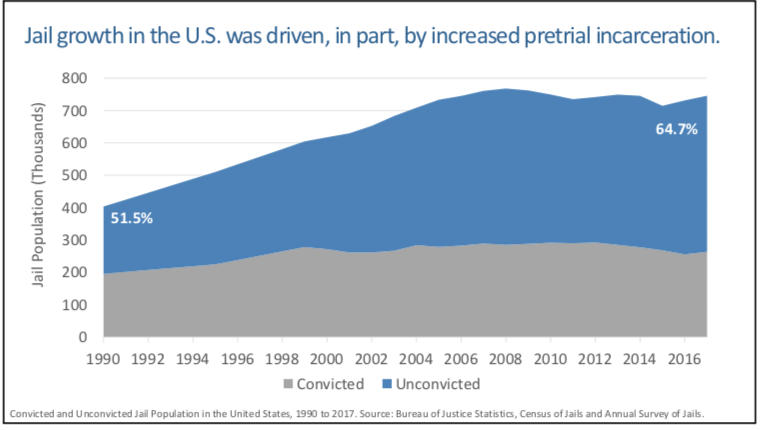 Jail growth in the U.S. was driven, in part, by increased pretrial incarceration.
800
700
600
500
400
300
200
100
0
Jail Population (Thousands)
64.7%
51.5%
1990 1992 1994 1996 1998 2000 2002 2004 2006 2008 2010 2012 2014 2016
Convicted Unconvicted
Convicted and Unconvicted Jail Population in the United States, 1990 to 2017. Source: Bureau of Justice Statistics, Census of Jails and Annual Survey of Jails.